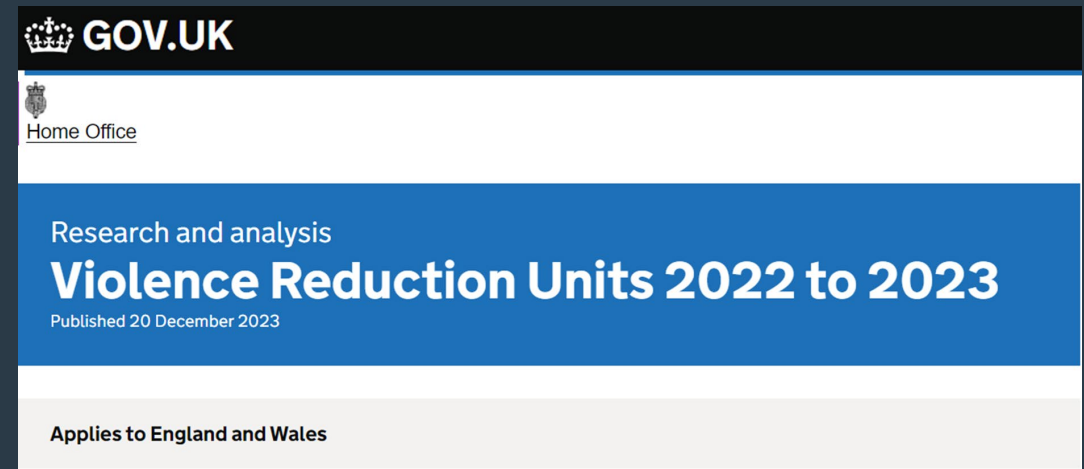 GOV.UK
Home Office
Research and analysis
Violence Reduction Units 2022 to 2023
Published 20 December 2023
Applies to England and Wales